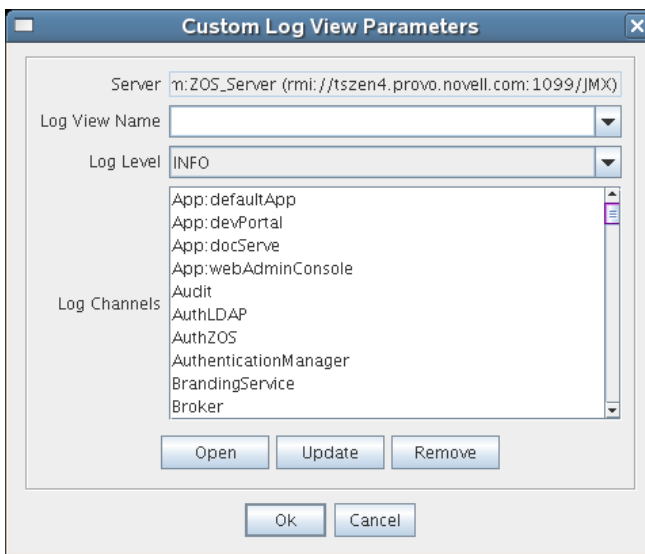 Custom Log View Parameters
Server m:ZOS_Server (rmi://tszen4.provo.novell.com:1099/JMX)
Log View Name
Log Level INFO
Log Channels
App:defaultApp
App:devPortal
App:docServe
App:webAdminConsole
Audit
AuthLDAP
AuthZOS
AuthenticationManager
BrandingService
Broker
Open Update Remove
Ok Cancel